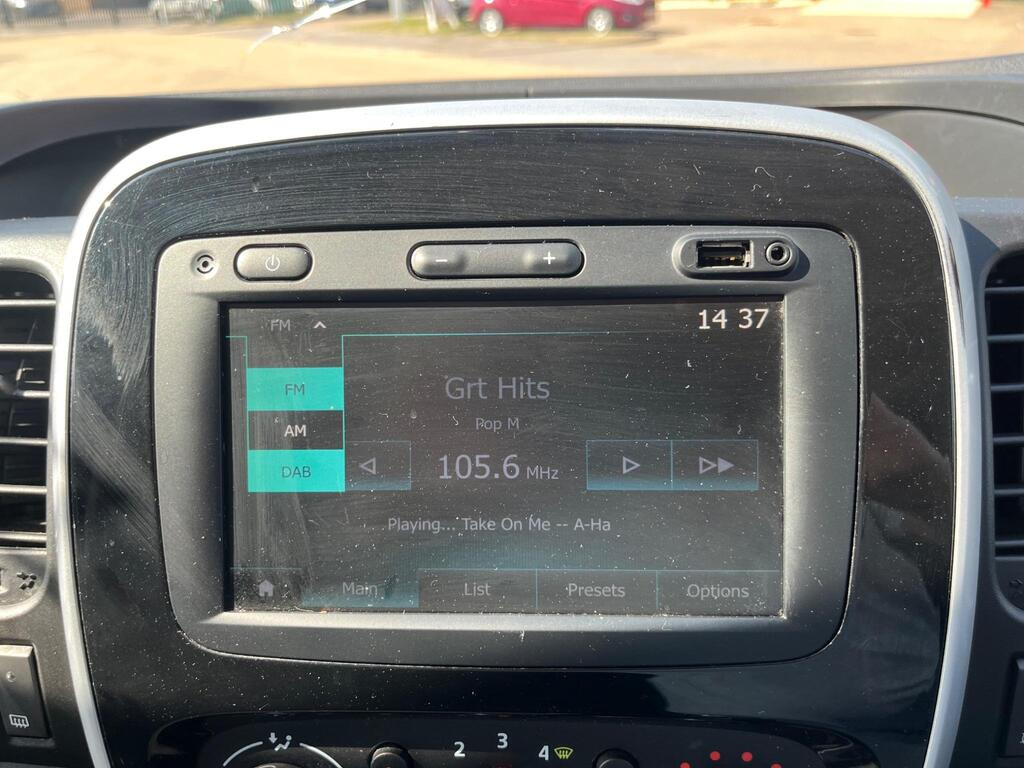 − +
FM
14 37
FM
AM
DAB
Grt Hits
Pop M
105.6 MHz
Playing... Take On Me -- A-Ha
Main List Presets Options
2 3 4